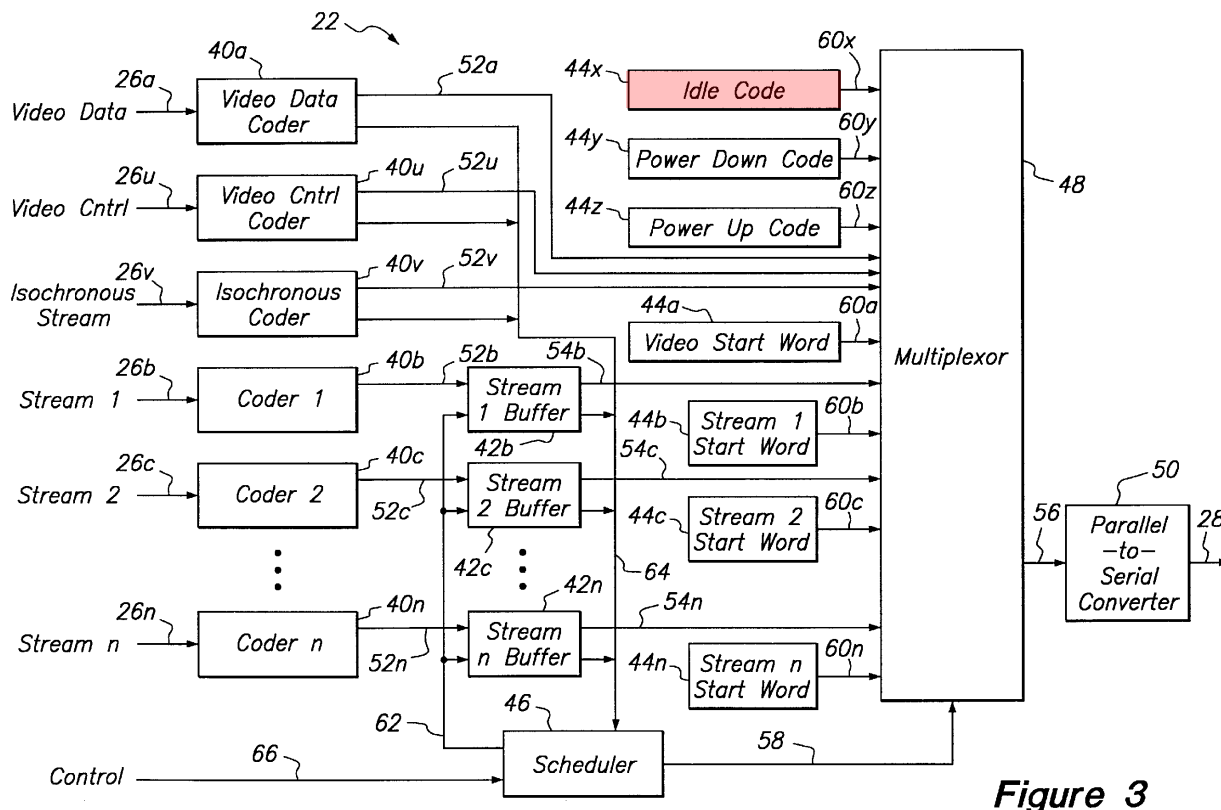 22
40a
52a
60x
44x
Idle Code
26a
Video Data
Video Data
Coder
60y
44y
Power Down Code
48
26u
40u
52u
Video Cntrl
Video Cntrl
Coder
60z
44z
Power Up Code
26v
40v
52v
Isochronous
Stream
Isochronous
Coder
44a
60a
Video Start Word
Multiplexor
40b
52b
54b
26b
Stream 1
Coder 1
Stream
1 Buffer
42b
44b
Stream 1
Start Word
60b
40c
54c
26c
Stream 2
Coder 2
52c
Stream
2 Buffer
42c
44c
Stream 2
Start Word
60c
50
56
Parallel
-to-
Serial
Converter
28
64
42n
40n
54n
26n
Stream n
Coder n
52n
Stream
n Buffer
44n
Stream n
Start Word
60n
62
46
Scheduler
58
66
Control
Figure 3